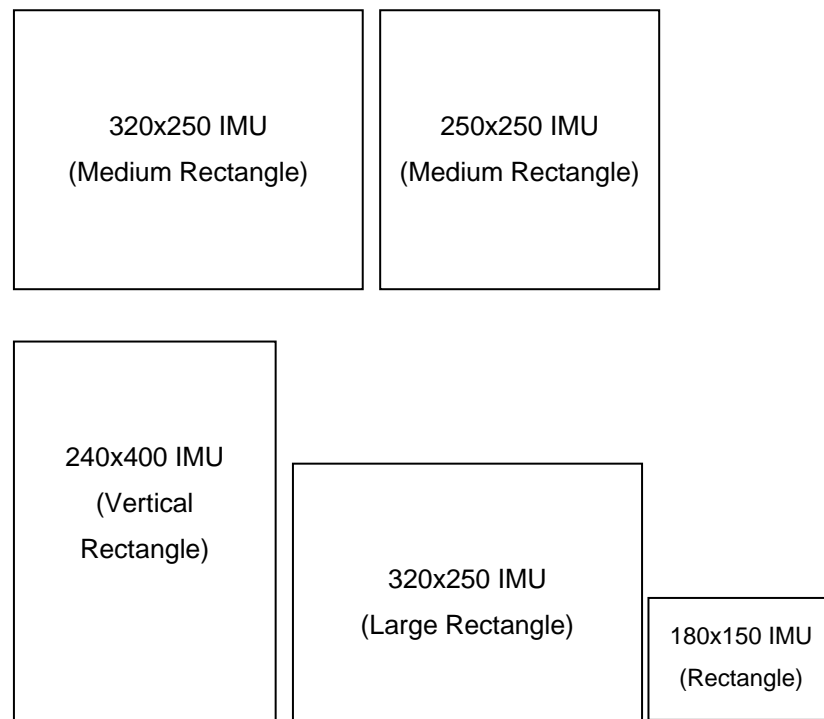 320x250 IMU
(Medium Rectangle)
250x250 IMU
(Medium Rectangle)
240x400 IMU
(Vertical
Rectangle)
320x250 IMU
(Large Rectangle)
180x150 IMU
(Rectangle)